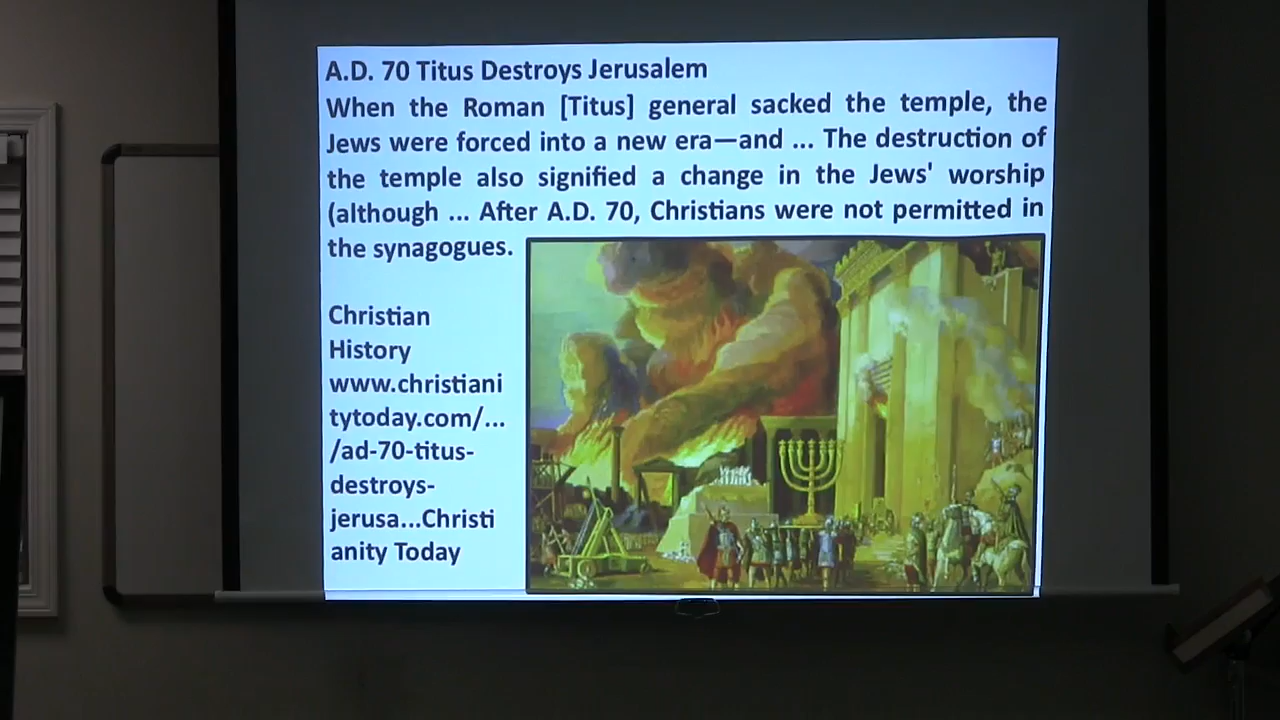 A.D. 70 Titus Destroys Jerusalem
When the Roman [Titus] general sacked the temple, the
Jews were forced into a new era—and ... The destruction of
the temple also signified a change in the Jews' worship
(although ... After A.D. 70, Christians were not permitted in
the synagogues.
Christian
History
www.christiani
tytoday.com/...
/ad-70-titus-
destroys-
jerusa...Christi
anity Today